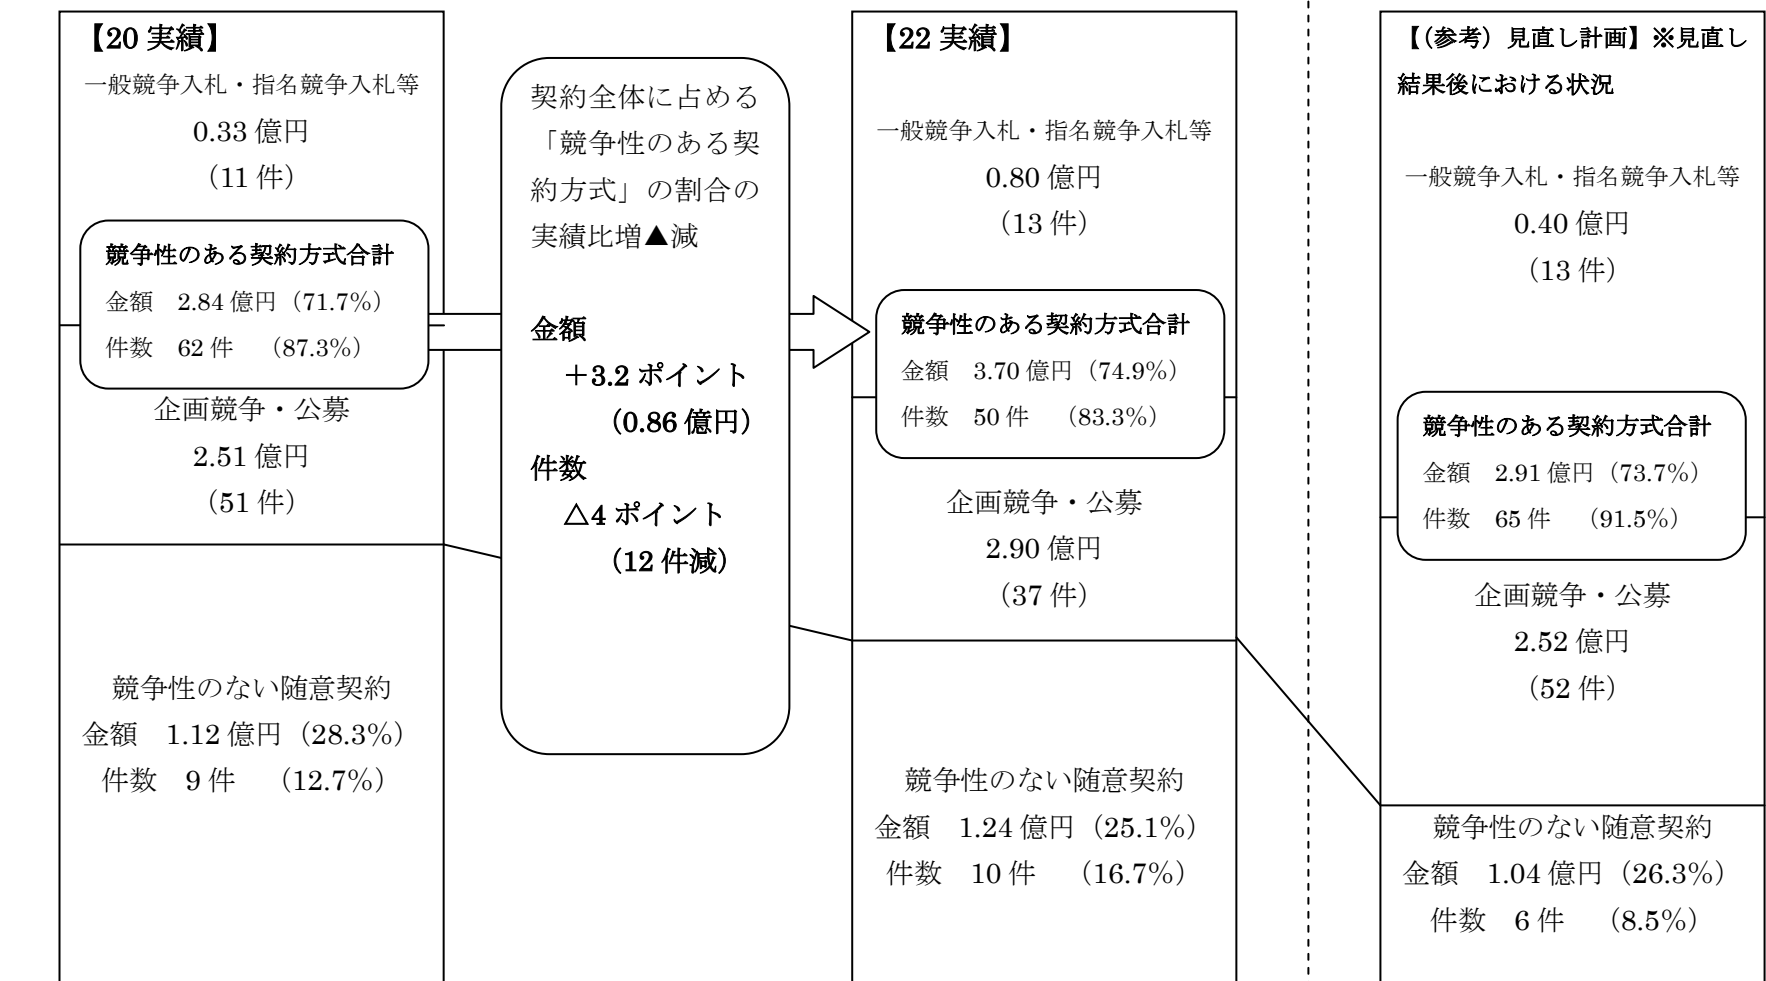 【20 実績】
一般競争入札・指名競争入札等
0.33 億円
（11 件）
競争性のある契約方式合計
金額　2.84 億円（71.7%）
件数　62 件　（87.3%）
企画競争・公募
2.51 億円
（51 件）
競争性のない随意契約
金額　1.12 億円（28.3%）
件数　9 件　（12.7%）
契約全体に占める
「競争性のある契
約方式」の割合の
実績比増▲減
金額
＋3.2 ポイント
（0.86 億円）
件数
△4 ポイント
（12 件減）
【22 実績】
一般競争入札・指名競争入札等
0.80 億円
（13 件）
競争性のある契約方式合計
金額　3.70 億円（74.9%）
件数　50 件　（83.3%）
企画競争・公募
2.90 億円
（37 件）
競争性のない随意契約
金額　1.24 億円（25.1%）
件数　10 件　（16.7%）
【（参考）見直し計画】※見直し
結果後における状況
一般競争入札・指名競争入札等
0.40 億円
（13 件）
競争性のある契約方式合計
金額　2.91 億円（73.7%）
件数　65 件　（91.5%）
企画競争・公募
2.52 億円
（52 件）
競争性のない随意契約
金額　1.04 億円（26.3%）
件数　6 件　（8.5%）